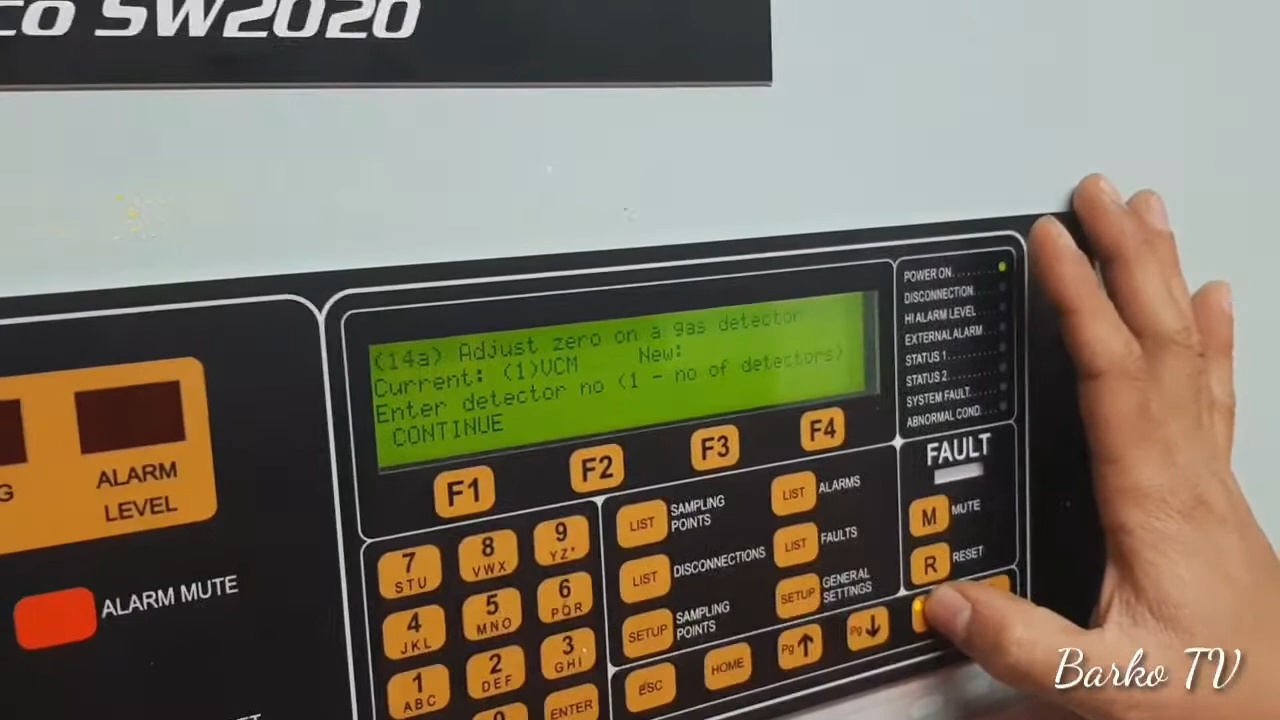 co SW2020
(14a) Adjust zero on a gas detector
Current: (1)VCM New:
Enter detector no (1 - no of detectors)
CONTINUE
F1 F2 F3 F4
POWER ON
DISCONNECTION
HI ALARM LEVEL
EXTERNAL ALARM
STATUS 1
STATUS 2
SYSTEM FAULT
ABNORMAL COND.
FAULT
M MUTE
R RESET
G
ALARM
LEVEL
ALARM MUTE
7 STU
8 VWX
9 YZ*
4 JKL
5 MNO
6 PQR
1 ABC
2 DEF
3 GHI
0
ENTER
LIST SAMPLING POINTS
LIST ALARMS
LIST DISCONNECTIONS
LIST FAULTS
SETUP SAMPLING POINTS
SETUP GENERAL SETTINGS
ESC
HOME
Pg↑
Pg↓
Barko TV